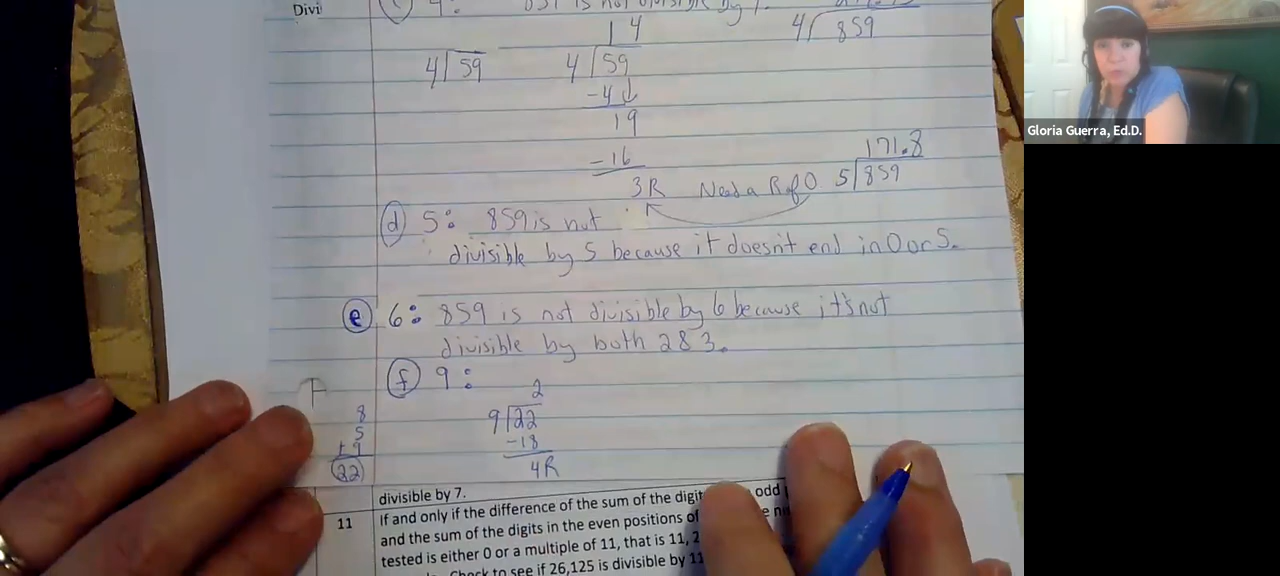 Divi
4:
is not divisible by
14
4 859
4 59
4 59
-4
19
-16
171.8
3R Need a R of 0 5 859
(d) 5: 859 is not
divisible by 5 because it doesn't end in 0 or 5.
(e) 6: 859 is not divisible by 6 because it's not
divisible by both 2 & 3.
(f) 9:
2
9 22
-18
4R
8
5
+9
22
divisible by 7.
11
If and only if the difference of the sum of the odd
and the sum of the digits in the even positions of
tested is either 0 or a multiple of 11, that is 11,
Check to see if 26,125 is divisible by 11
Gloria Guerra, Ed.D.